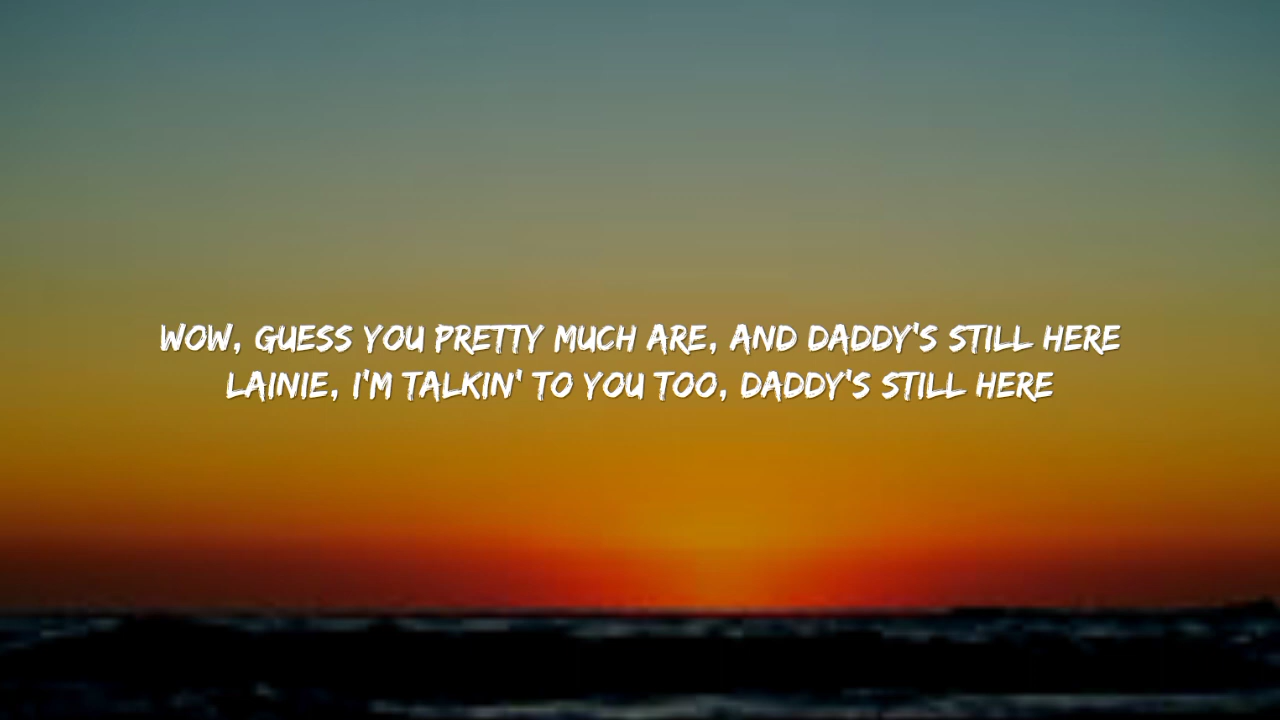 WOW, GUESS YOU PRETTY MUCH ARE, AND DADDY'S STILL HERE
LAINIE, I'M TALKIN' TO YOU TOO, DADDY'S STILL HERE